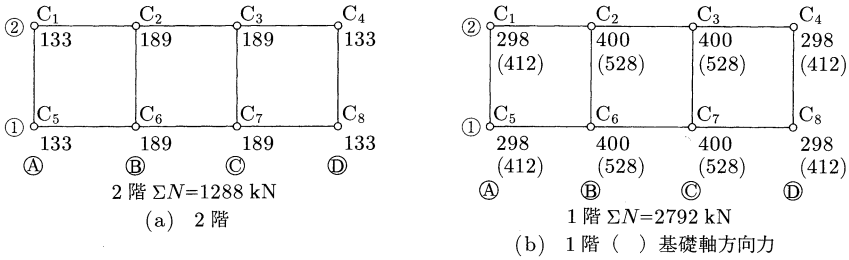 ② C₁ C₂ C₃ C₄
133 189 189 133
① C₅ C₆ C₇ C₈
133 189 189 133
Ⓐ Ⓑ Ⓒ Ⓓ
2 階 ΣN=1288 kN
(a) 2 階
② C₁ C₂ C₃ C₄
298 400 400 298
(412) (528) (528) (412)
① C₅ C₆ C₇ C₈
298 400 400 298
(412) (528) (528) (412)
Ⓐ Ⓑ Ⓒ Ⓓ
1 階 ΣN=2792 kN
(b) 1 階 ( ) 基礎軸方向力